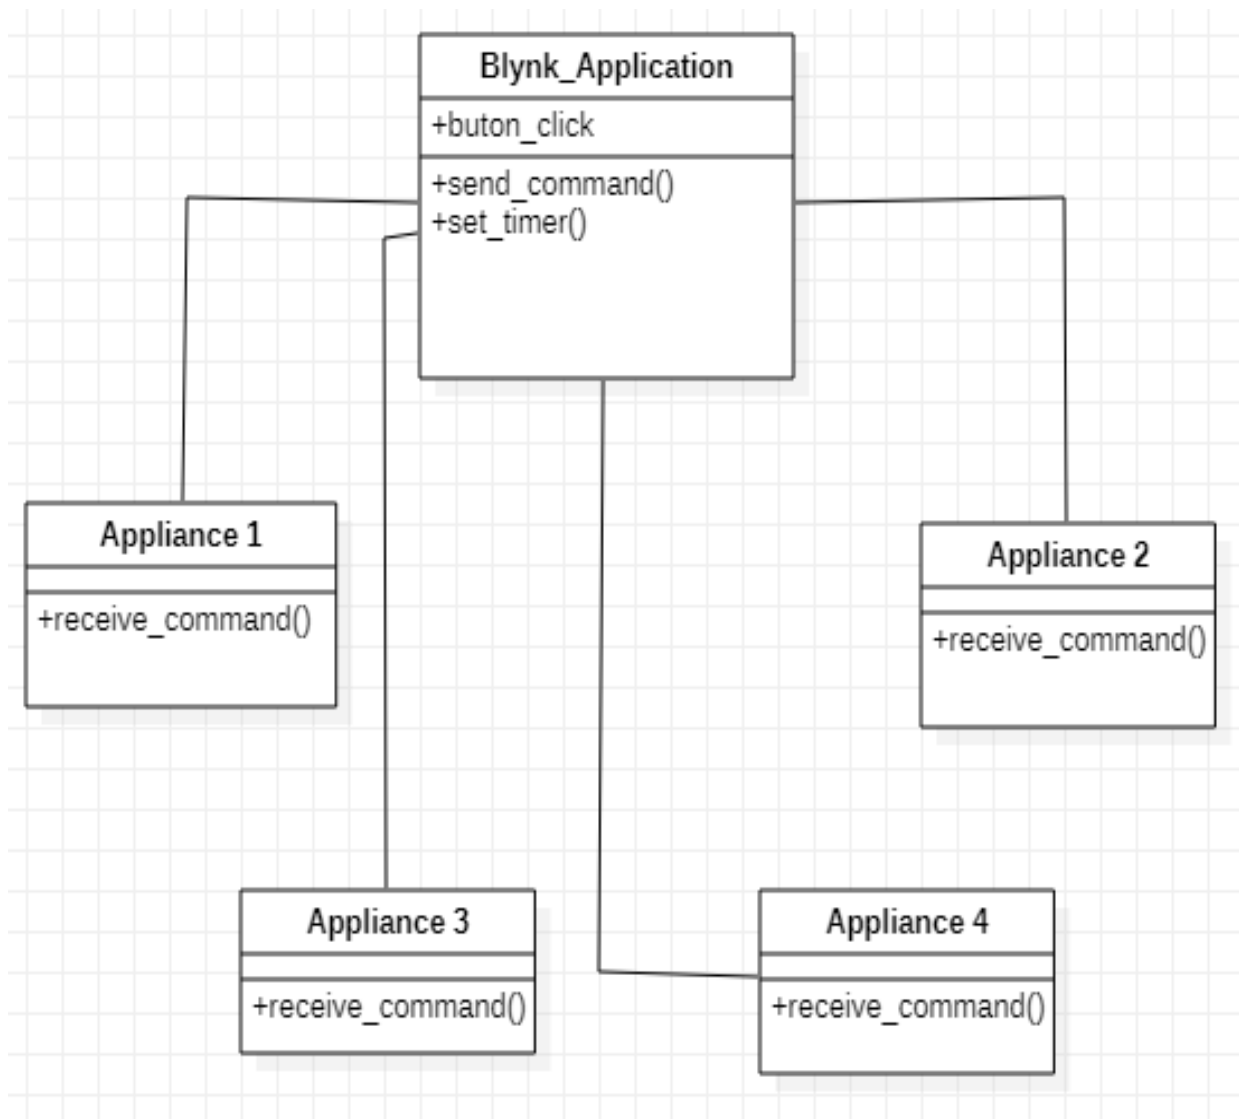 Blynk_Application
+buton_click
+send_command()
+set_timer()
Appliance 1
+receive_command()
Appliance 2
+receive_command()
Appliance 3
+receive_command()
Appliance 4
+receive_command()